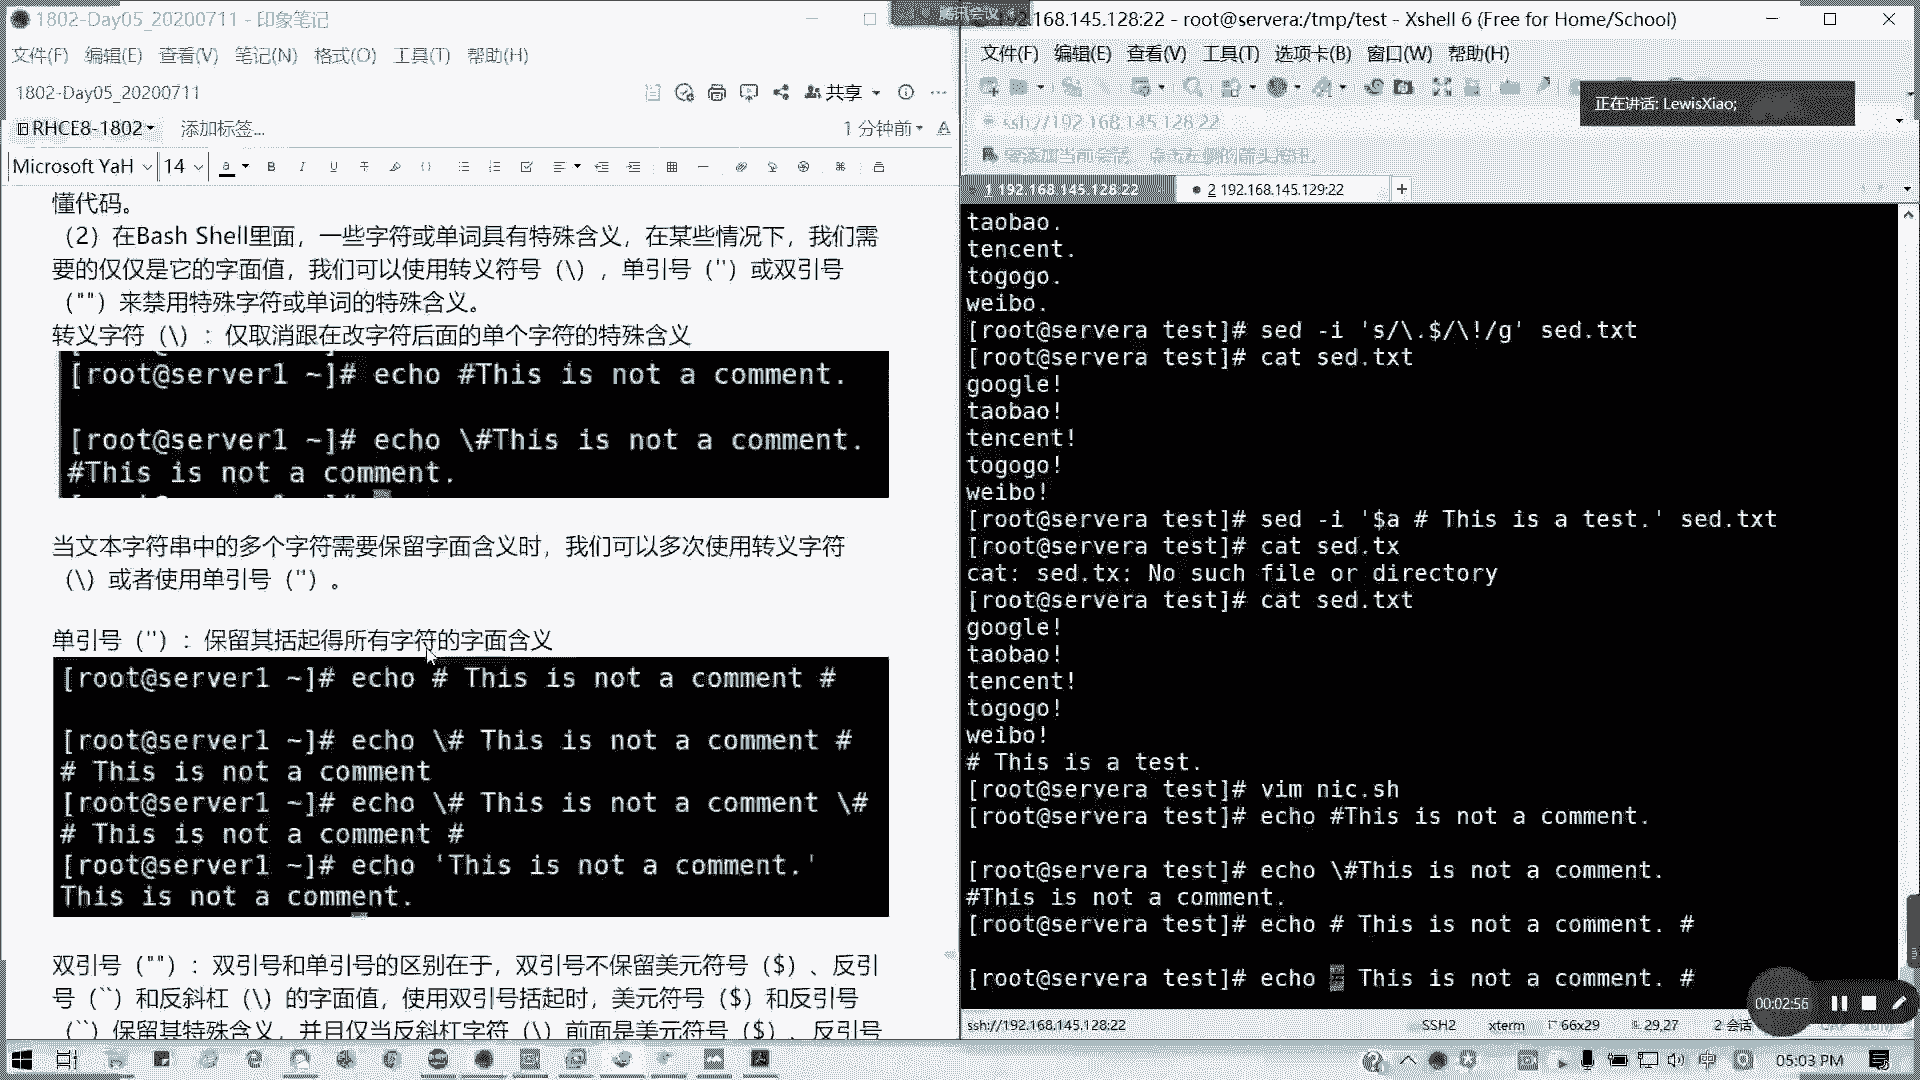 1802-Day05_20200711 - 印象笔记
文件(F) 编辑(E) 查看(V) 笔记(N) 格式(O) 工具(T) 帮助(H)
1802-Day05_20200711
共享
RHCE8-1802
添加标签...
1 分钟前
Microsoft YaH
14
懂代码。
（2）在Bash Shell里面，一些字符或单词具有特殊含义，在某些情况下，我们需
要的仅仅是它的字面值，我们可以使用转义符号（\），单引号（''）或双引号
（""）来禁用特殊字符或单词的特殊含义。
转义字符（\）：仅取消跟在改字符后面的单个字符的特殊含义
[root@server1 ~]# echo #This is not a comment.
[root@server1 ~]# echo \#This is not a comment.
#This is not a comment.
当文本字符串中的多个字符需要保留字面含义时，我们可以多次使用转义字符
（\）或者使用单引号（''）。
单引号（''）：保留其括起得所有字符的字面含义
[root@server1 ~]# echo # This is not a comment #
[root@server1 ~]# echo \# This is not a comment #
# This is not a comment
[root@server1 ~]# echo \# This is not a comment \#
# This is not a comment #
[root@server1 ~]# echo 'This is not a comment.'
This is not a comment.
双引号（""）：双引号和单引号的区别在于，双引号不保留美元符号（$）、反引
号（``）和反斜杠（\）的字面值，使用双引号括起时，美元符号（$）和反引号
（``）保留其特殊含义，并且仅当反斜杠字符（\）前面是美元符号（$）、反引号
腾讯会议
192.168.145.128:22 - root@servera:/tmp/test - Xshell 6 (Free for Home/School)
文件(F) 编辑(E) 查看(V) 工具(T) 选项卡(B) 窗口(W) 帮助(H)
正在讲话: LewisXiao;
ssh://192.168.145.128:22
要添加当前会话，点击左侧的箭头按钮。
1 192.168.145.128:22
2 192.168.145.129:22
taobao.
tencent.
togogo.
weibo.
[root@servera test]# sed -i 's/\.$/\!/g' sed.txt
[root@servera test]# cat sed.txt
google!
taobao!
tencent!
togogo!
weibo!
[root@servera test]# sed -i '$a # This is a test.' sed.txt
[root@servera test]# cat sed.tx
cat: sed.tx: No such file or directory
[root@servera test]# cat sed.txt
google!
taobao!
tencent!
togogo!
weibo!
# This is a test.
[root@servera test]# vim nic.sh
[root@servera test]# echo #This is not a comment.
[root@servera test]# echo \#This is not a comment.
#This is not a comment.
[root@servera test]# echo # This is not a comment. #
[root@servera test]# echo # This is not a comment. #
00:02:56
ssh://192.168.145.128:22
SSH2
xterm
66x29
29,27
2 会话
中
05:03 PM